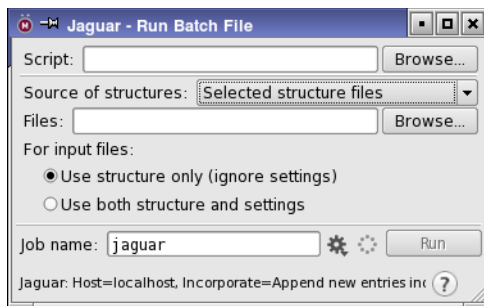 Jaguar - Run Batch File
Script: Browse...
Source of structures: Selected structure files
Files: Browse...
For input files:
Use structure only (ignore settings)
Use both structure and settings
Job name: jaguar Run
Jaguar: Host=localhost, Incorporate=Append new entries inc ?